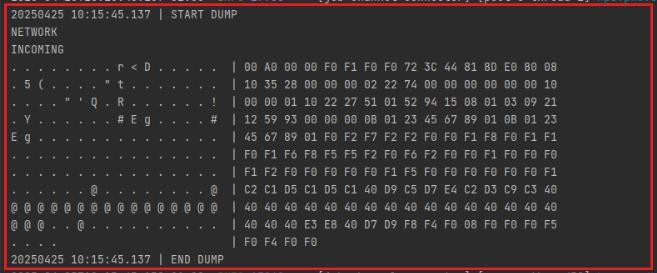 20250425 10:15:45.137 | START DUMP
NETWORK
INCOMING
. . . . . . . . r < D . . . . . | 00 A0 00 00 F0 F1 F0 F0 72 3C 44 81 8D E0 80 08
. 5 ( . . . . " t . . . . . . . | 10 35 28 00 00 00 02 22 74 00 00 00 00 00 00 10
. . . . " ' Q . R . . . . . . ! | 00 00 01 10 22 27 51 01 52 94 15 08 01 03 09 21
. Y . . . . . . # E g . . . . # | 12 59 93 00 00 00 0B 01 23 45 67 89 01 0B 01 23
E g . . . . . . . . . . . . . . | 45 67 89 01 F0 F2 F7 F2 F2 F0 F0 F1 F8 F0 F1 F1
. . . . . . . . . . . . . . . . | F0 F1 F6 F8 F5 F5 F2 F0 F6 F2 F0 F0 F1 F0 F0 F0
. . . . . . . . . . . . . . . . | F1 F2 F0 F0 F0 F0 F0 F1 F5 F0 F0 F0 F0 F0 F1 F0
. . . . . . @ . . . . . . . . @ | C2 C1 D5 C1 D5 C1 40 D9 C5 D7 E4 C2 D3 C9 C3 40
@ @ @ @ @ @ @ @ @ @ @ @ @ @ @ @ | 40 40 40 40 40 40 40 40 40 40 40 40 40 40 40 40
@ @ @ . . @ . . . . . . . . . . | 40 40 40 E3 E8 40 D7 D9 F8 F4 F0 08 F0 F0 F0 F5
. . . . | F0 F4 F0 F0
20250425 10:15:45.137 | END DUMP